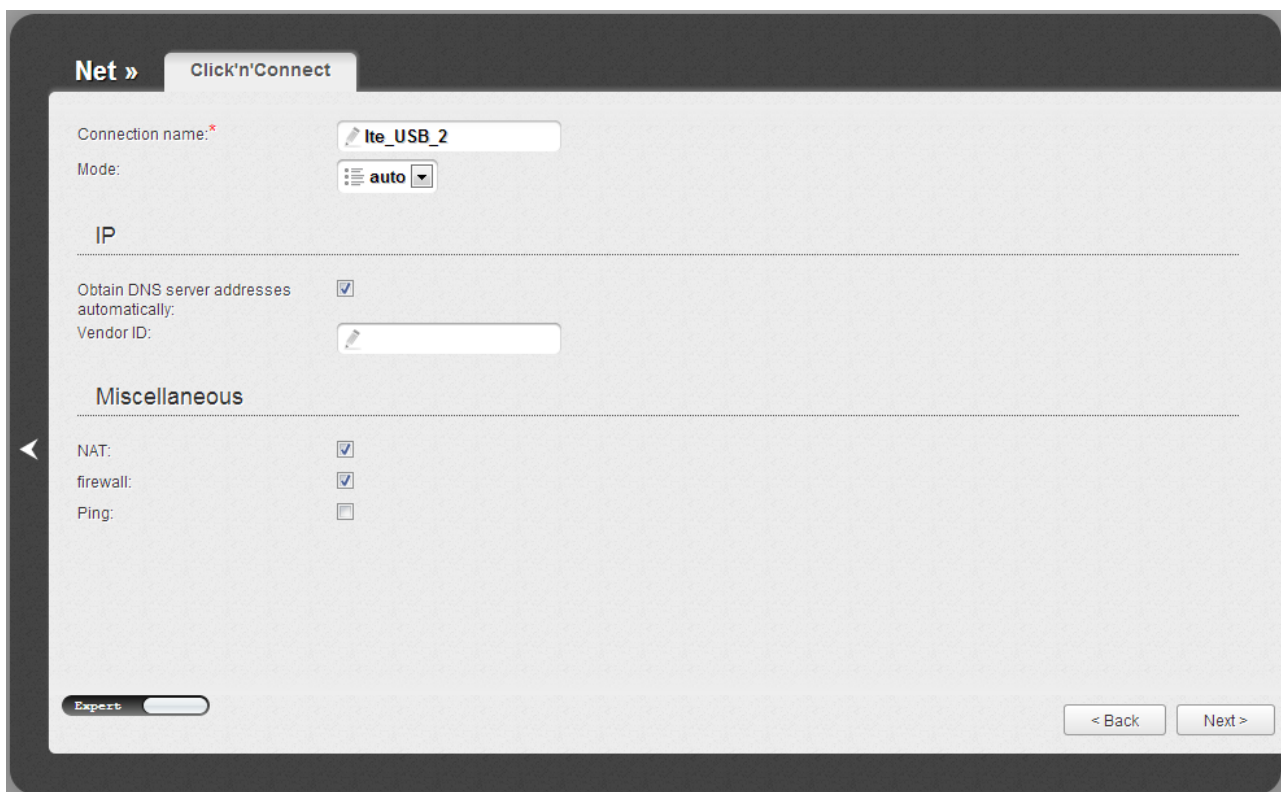 Net »
Click'n'Connect
Connection name:*
lte_USB_2
Mode:
auto
IP
Obtain DNS server addresses
automatically:
Vendor ID:
Miscellaneous
NAT:
firewall:
Ping:
Expert
< Back
Next >